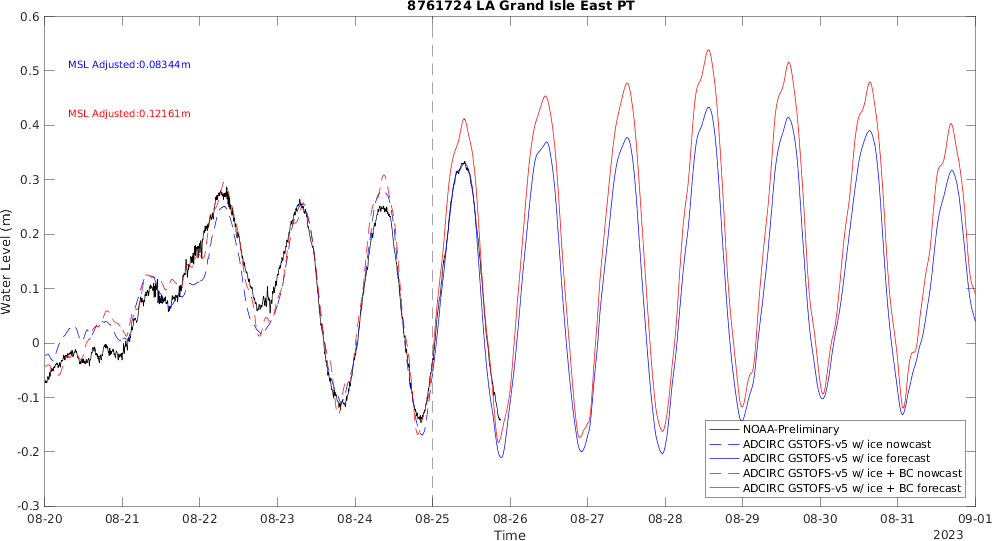 8761724 LA Grand Isle East PT
MSL Adjusted:0.08344m
MSL Adjusted:0.12161m
Water Level (m)
0.6
0.5
0.4
0.3
0.2
0.1
0
-0.1
-0.2
-0.3
NOAA-Preliminary
ADCIRC GSTOFS-v5 w/ ice nowcast
ADCIRC GSTOFS-v5 w/ ice forecast
ADCIRC GSTOFS-v5 w/ ice + BC nowcast
ADCIRC GSTOFS-v5 w/ ice + BC forecast
08-20 08-21 08-22 08-23 08-24 08-25 08-26 08-27 08-28 08-29 08-30 08-31 09-01
Time
2023